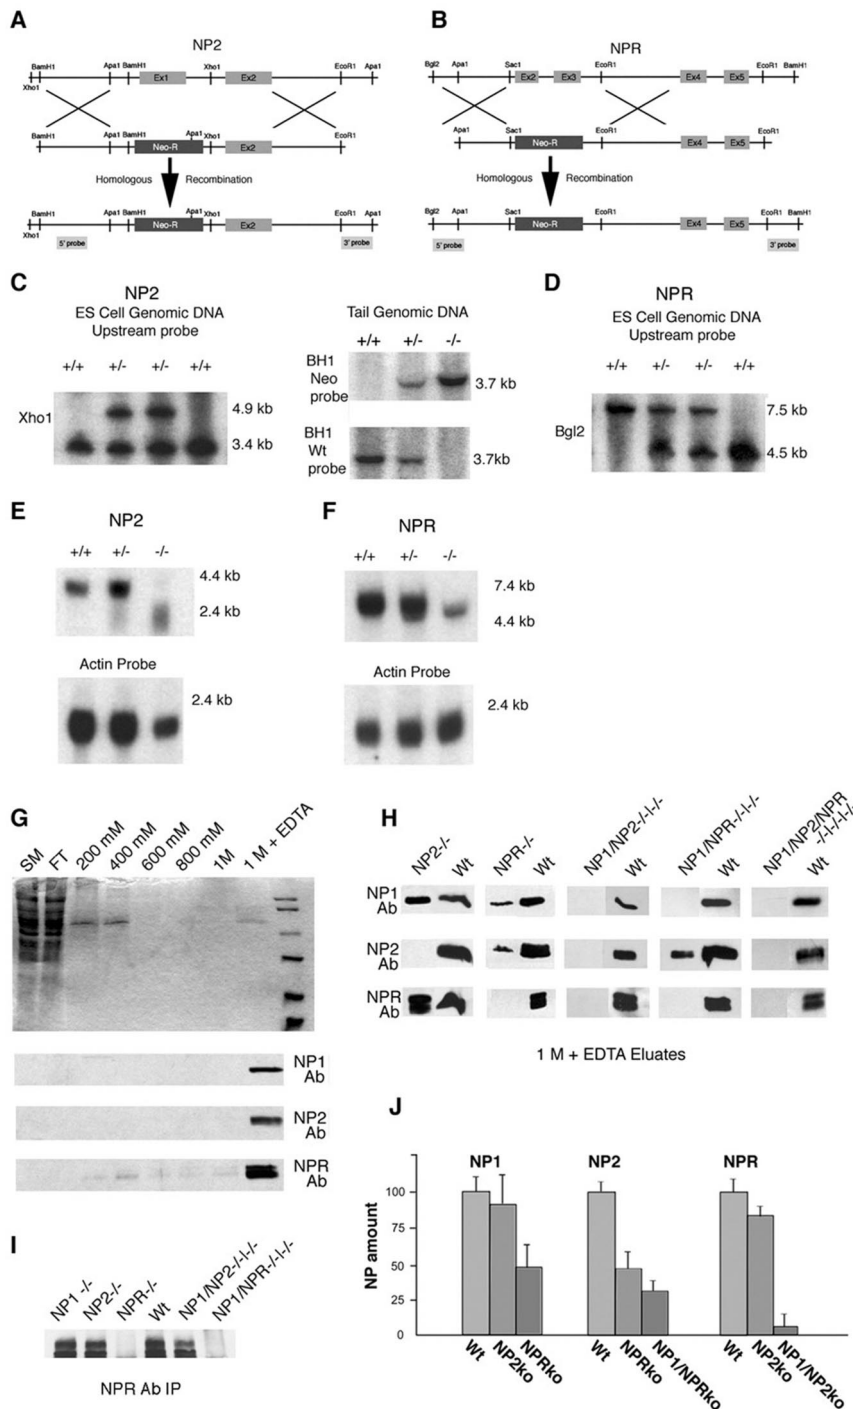 A
NP2
BamH1 Apa1 BamH1 Ex1 Xho1 Ex2 EcoR1 Apa1
Xho1
BamH1 Apa1 BamH1 Neo-R Apa1 Xho1 Ex2 EcoR1
Homologous Recombination
BamH1 Apa1 BamH1 Neo-R Apa1 Xho1 Ex2 EcoR1 Apa1
Xho1
5' probe 3' probe
B
NPR
Bgl2 Apa1 Sac1 Ex2 Ex3 EcoR1 Ex4 Ex5 EcoR1 BamH1
Apa1 Sac1 Neo-R EcoR1 Ex4 Ex5 EcoR1
Homologous Recombination
Bgl2 Apa1 Sac1 Neo-R EcoR1 Ex4 Ex5 EcoR1 BamH1
5' probe 3' probe
C
NP2
ES Cell Genomic DNA
Upstream probe
+/+ +/- +/- +/+
Xho1
4.9 kb
3.4 kb
Tail Genomic DNA
+/+ +/- -/-
BH1
Neo
probe
3.7 kb
BH1
Wt
probe
3.7kb
D
NPR
ES Cell Genomic DNA
Upstream probe
+/+ +/- +/- +/+
Bgl2
7.5 kb
4.5 kb
E
NP2
+/+ +/- -/-
4.4 kb
2.4 kb
Actin Probe
2.4 kb
F
NPR
+/+ +/- -/-
7.4 kb
4.4 kb
Actin Probe
2.4 kb
G
SM FT 200 mM 400 mM 600 mM 800 mM 1M 1 M + EDTA
NP1
Ab
NP2
Ab
NPR
Ab
H
NP2-/- Wt NPR-/- Wt NP1/NP2-/-/-/- Wt NP1/NPR-/-/-/- Wt NP1/NP2/NPR
-/-/-/-/-/- Wt
NP1
Ab
NP2
Ab
NPR
Ab
1 M + EDTA Eluates
I
NP1 -/- NP2-/- NPR-/- Wt NP1/NP2-/-/-/- NP1/NPR-/-/-/-
NPR Ab IP
J
NP1 NP2 NPR
NP amount
100
75
50
25
0
Wt NP2ko NPRko Wt NPRko NP1/NPRko Wt NP2ko NP1/NP2ko